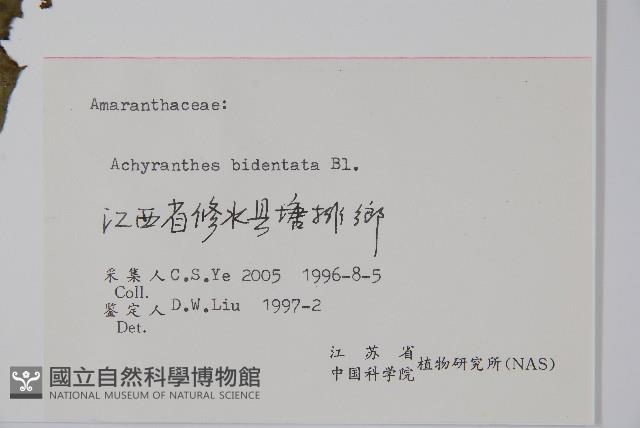 Amaranthaceae:
Achyranthes bidentata Bl.
江西省修水县塘排鄉
采集人 C.S.Ye 2005 1996-8-5
Coll.
鉴定人 D.W.Liu 1997-2
Det.
江苏省
中国科学院 植物研究所(NAS)
國立自然科學博物館
NATIONAL MUSEUM OF NATURAL SCIENCE